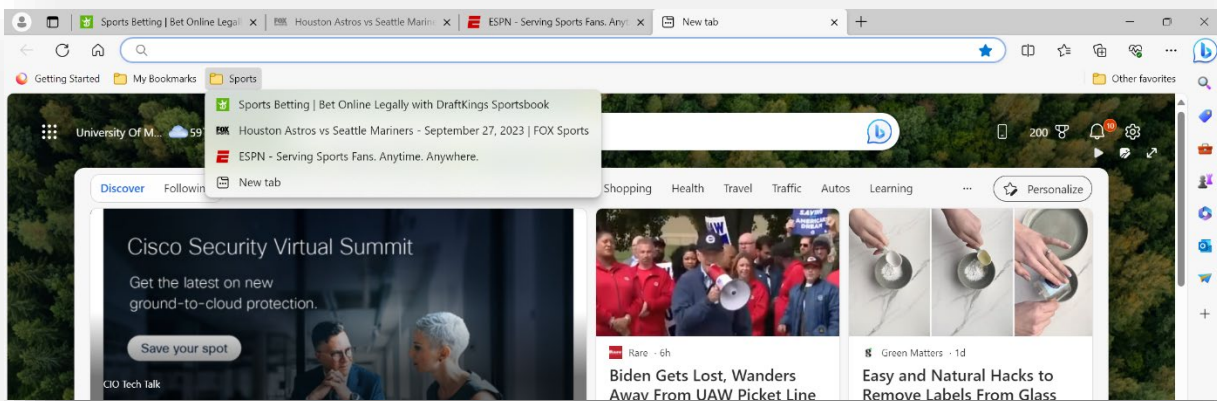 Sports Betting | Bet Online Legall
Houston Astros vs Seattle Marin
ESPN - Serving Sports Fans. Anyt
New tab
Getting Started
My Bookmarks
Sports
Other favorites
Sports Betting | Bet Online Legally with DraftKings Sportsbook
FOX Houston Astros vs Seattle Mariners - September 27, 2023 | FOX Sports
ESPN - Serving Sports Fans. Anytime. Anywhere.
New tab
University Of M... 59
200
10
Discover
Followin
Shopping
Health
Travel
Traffic
Autos
Learning
...
Personalize
Cisco Security Virtual Summit
Get the latest on new
ground-to-cloud protection.
Save your spot
CIO Tech Talk
Rare · 6h
Biden Gets Lost, Wanders
Away From UAW Picket Line
Green Matters · 1d
Easy and Natural Hacks to
Remove Labels From Glass